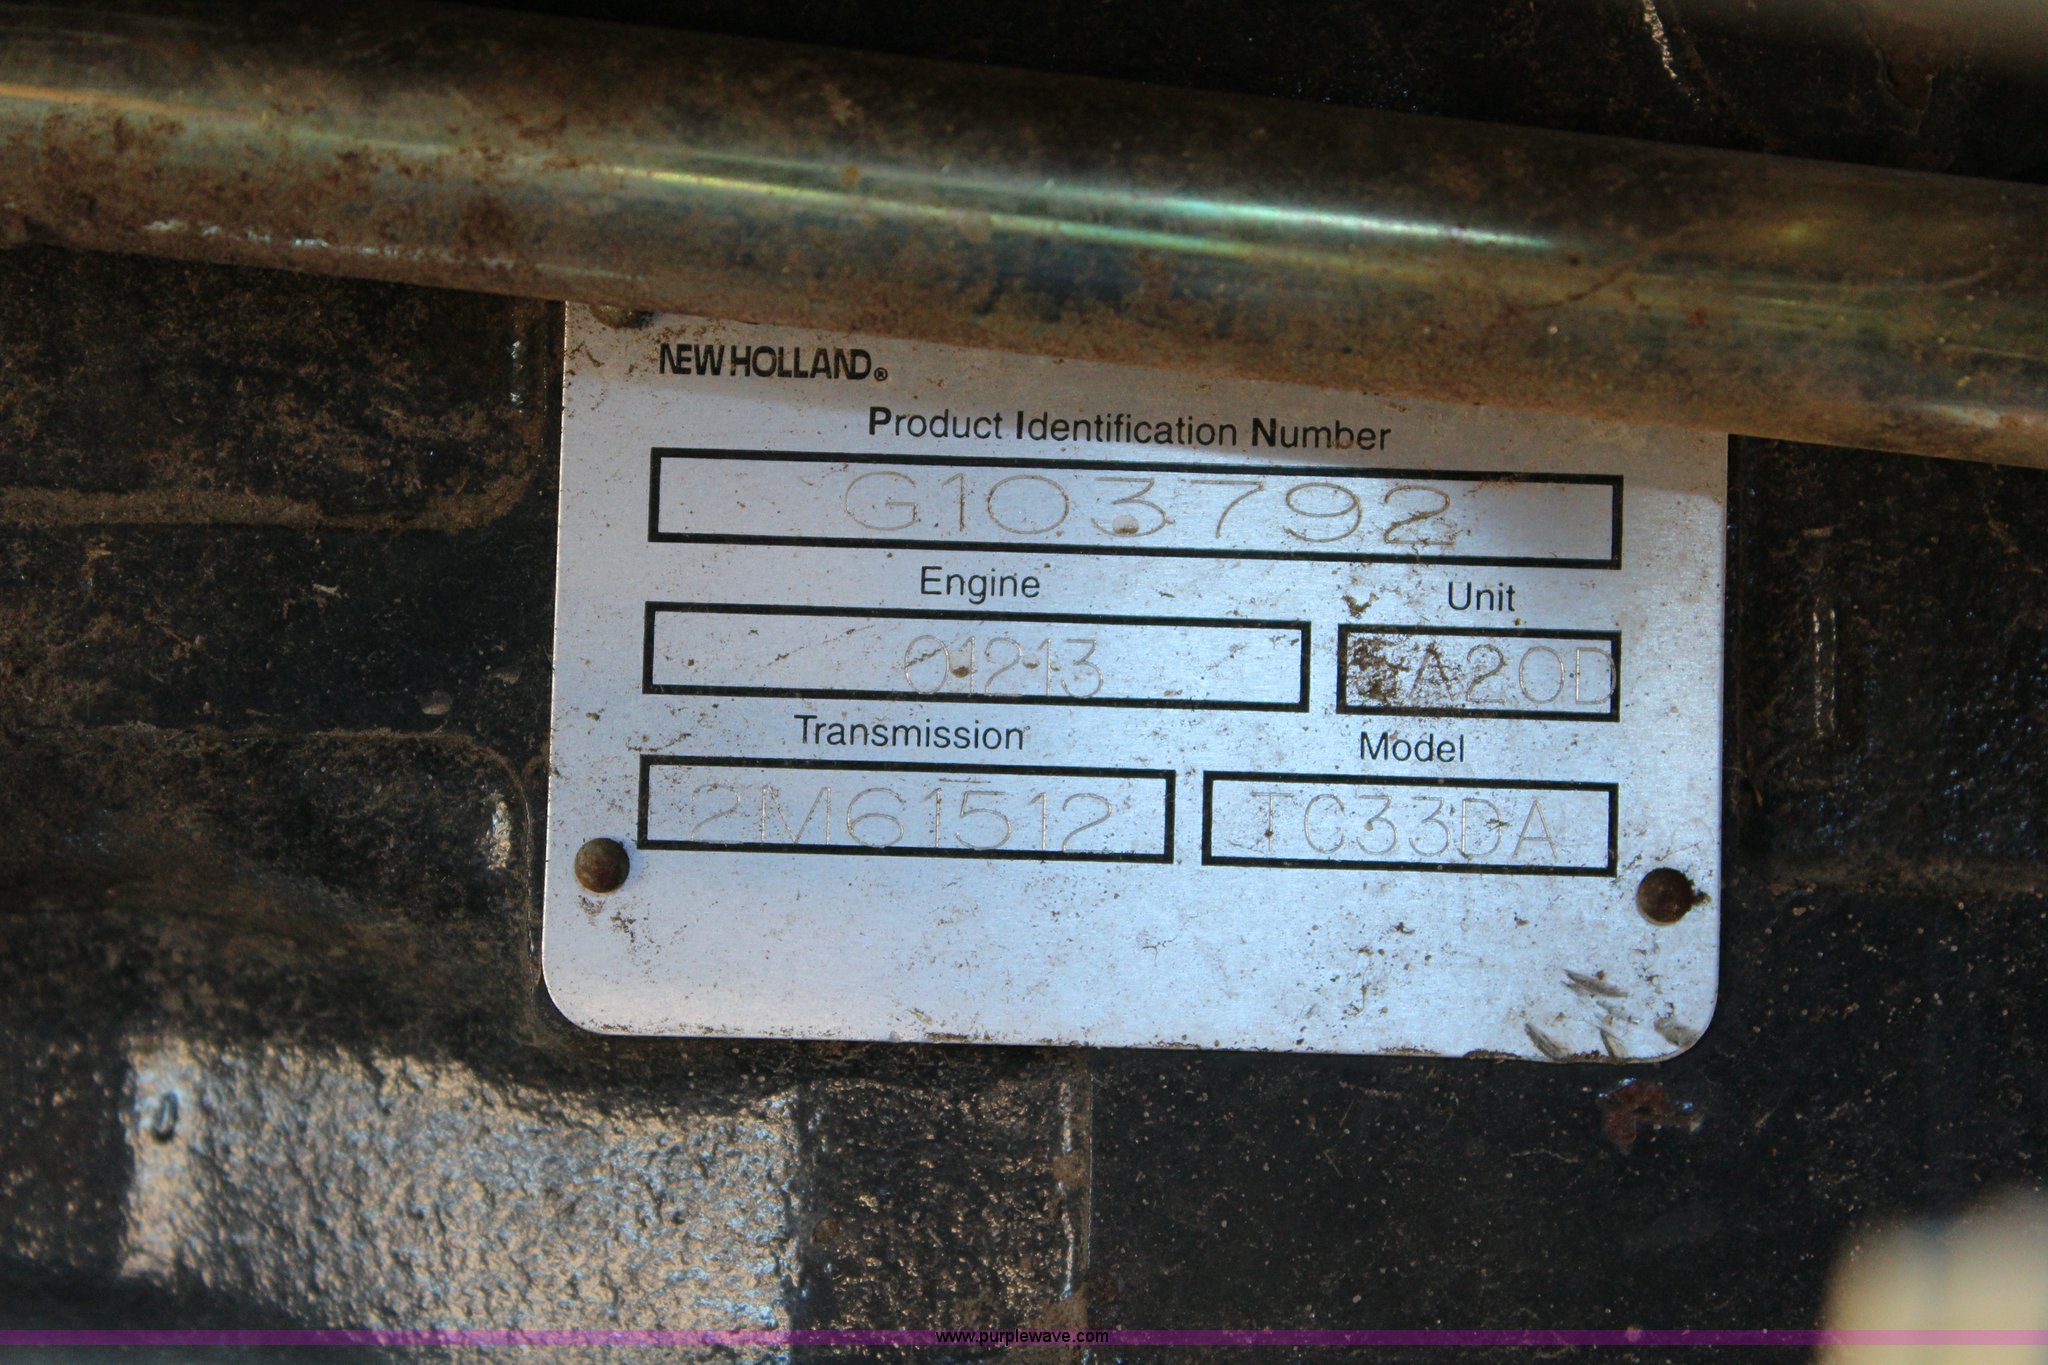 NEW HOLLAND®
Product Identification Number
G103792
Engine
Unit
01213
A20D
Transmission
Model
2M61512
TC33DA
www.purplewave.com